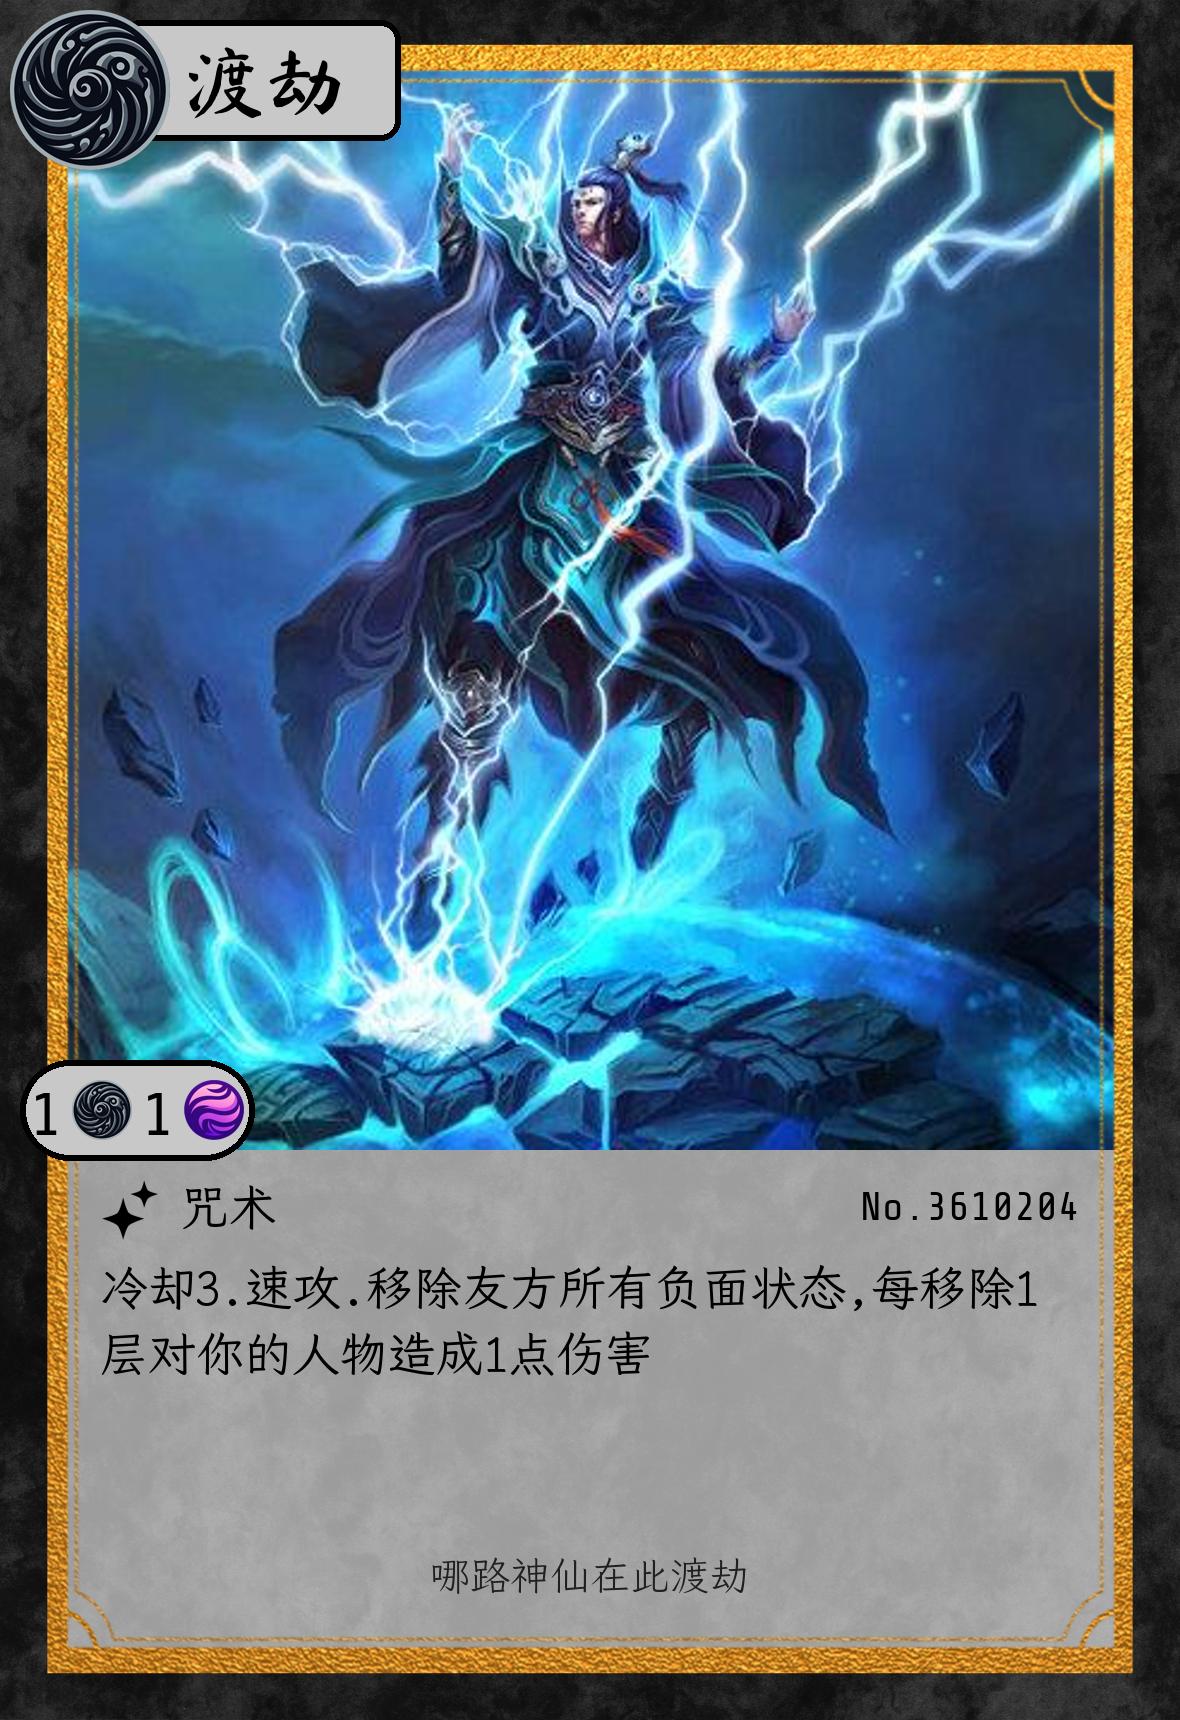 渡劫
1 1
咒术
No.3610204
冷却3.速攻.移除友方所有负面状态,每移除1
层对你的人物造成1点伤害
哪路神仙在此渡劫